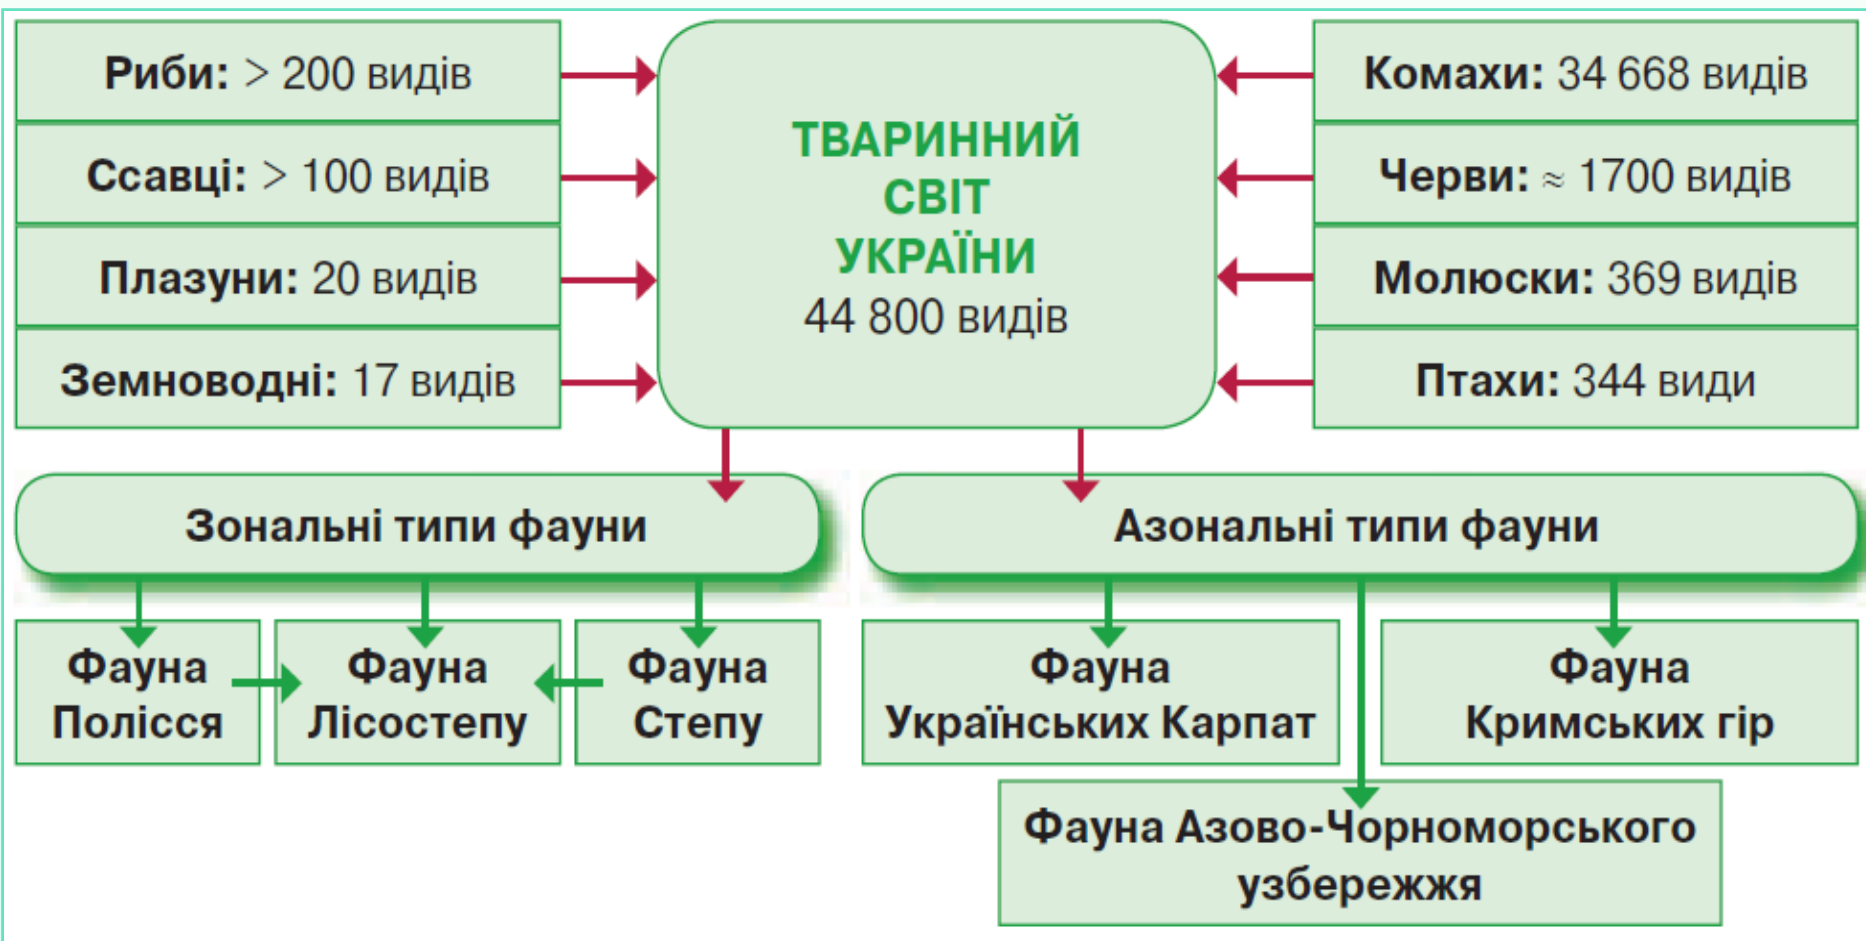 Риби: > 200 видів
Ссавці: > 100 видів
Плазуни: 20 видів
Земноводні: 17 видів
ТВАРИННИЙ
СВІТ
УКРАЇНИ
44 800 видів
Комахи: 34 668 видів
Черви: ≈ 1700 видів
Молюски: 369 видів
Птахи: 344 види
Зональні типи фауни
Азональні типи фауни
Фауна
Полісся
Фауна
Лісостепу
Фауна
Степу
Фауна
Українських Карпат
Фауна
Кримських гір
Фауна Азово-Чорноморського
узбережжя